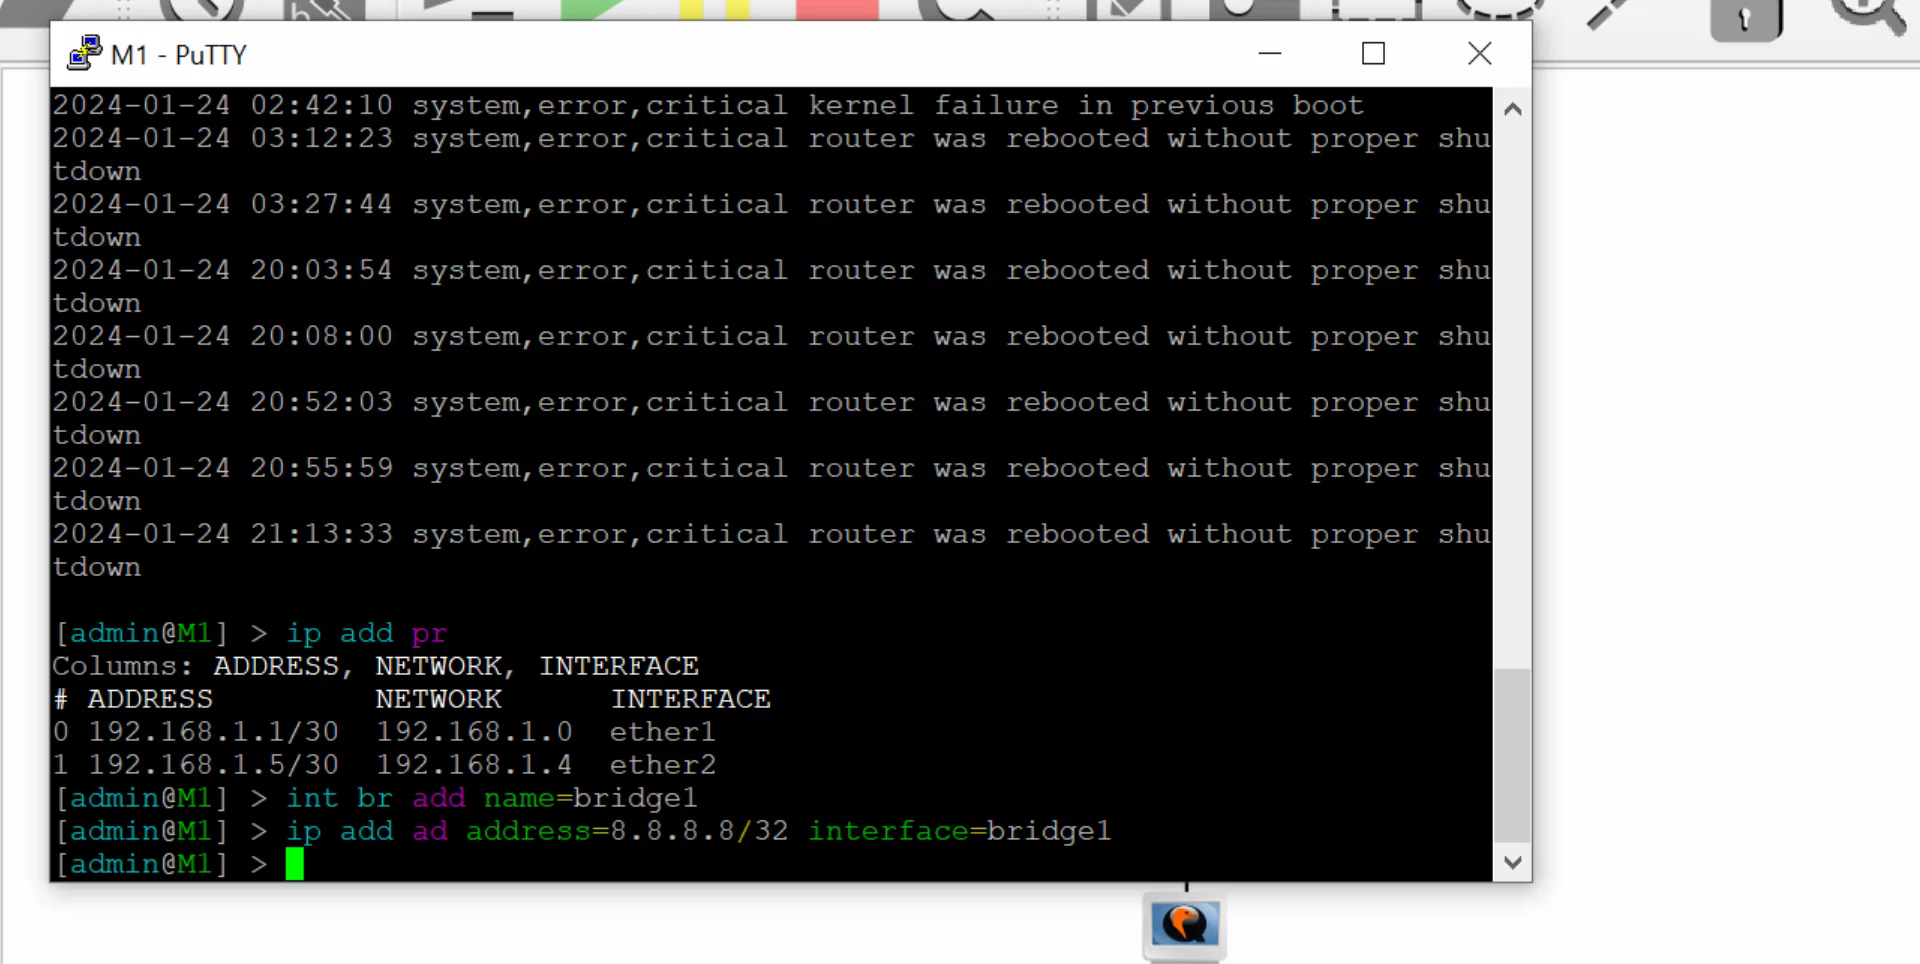 M1 - PuTTY
2024-01-24 02:42:10 system,error,critical kernel failure in previous boot
2024-01-24 03:12:23 system,error,critical router was rebooted without proper shu
tdown
2024-01-24 03:27:44 system,error,critical router was rebooted without proper shu
tdown
2024-01-24 20:03:54 system,error,critical router was rebooted without proper shu
tdown
2024-01-24 20:08:00 system,error,critical router was rebooted without proper shu
tdown
2024-01-24 20:52:03 system,error,critical router was rebooted without proper shu
tdown
2024-01-24 20:55:59 system,error,critical router was rebooted without proper shu
tdown
2024-01-24 21:13:33 system,error,critical router was rebooted without proper shu
tdown
[admin@M1] > ip add pr
Columns: ADDRESS, NETWORK, INTERFACE
# ADDRESS         NETWORK      INTERFACE
0 192.168.1.1/30  192.168.1.0  ether1
1 192.168.1.5/30  192.168.1.4  ether2
[admin@M1] > int br add name=bridge1
[admin@M1] > ip add ad address=8.8.8.8/32 interface=bridge1
[admin@M1] >